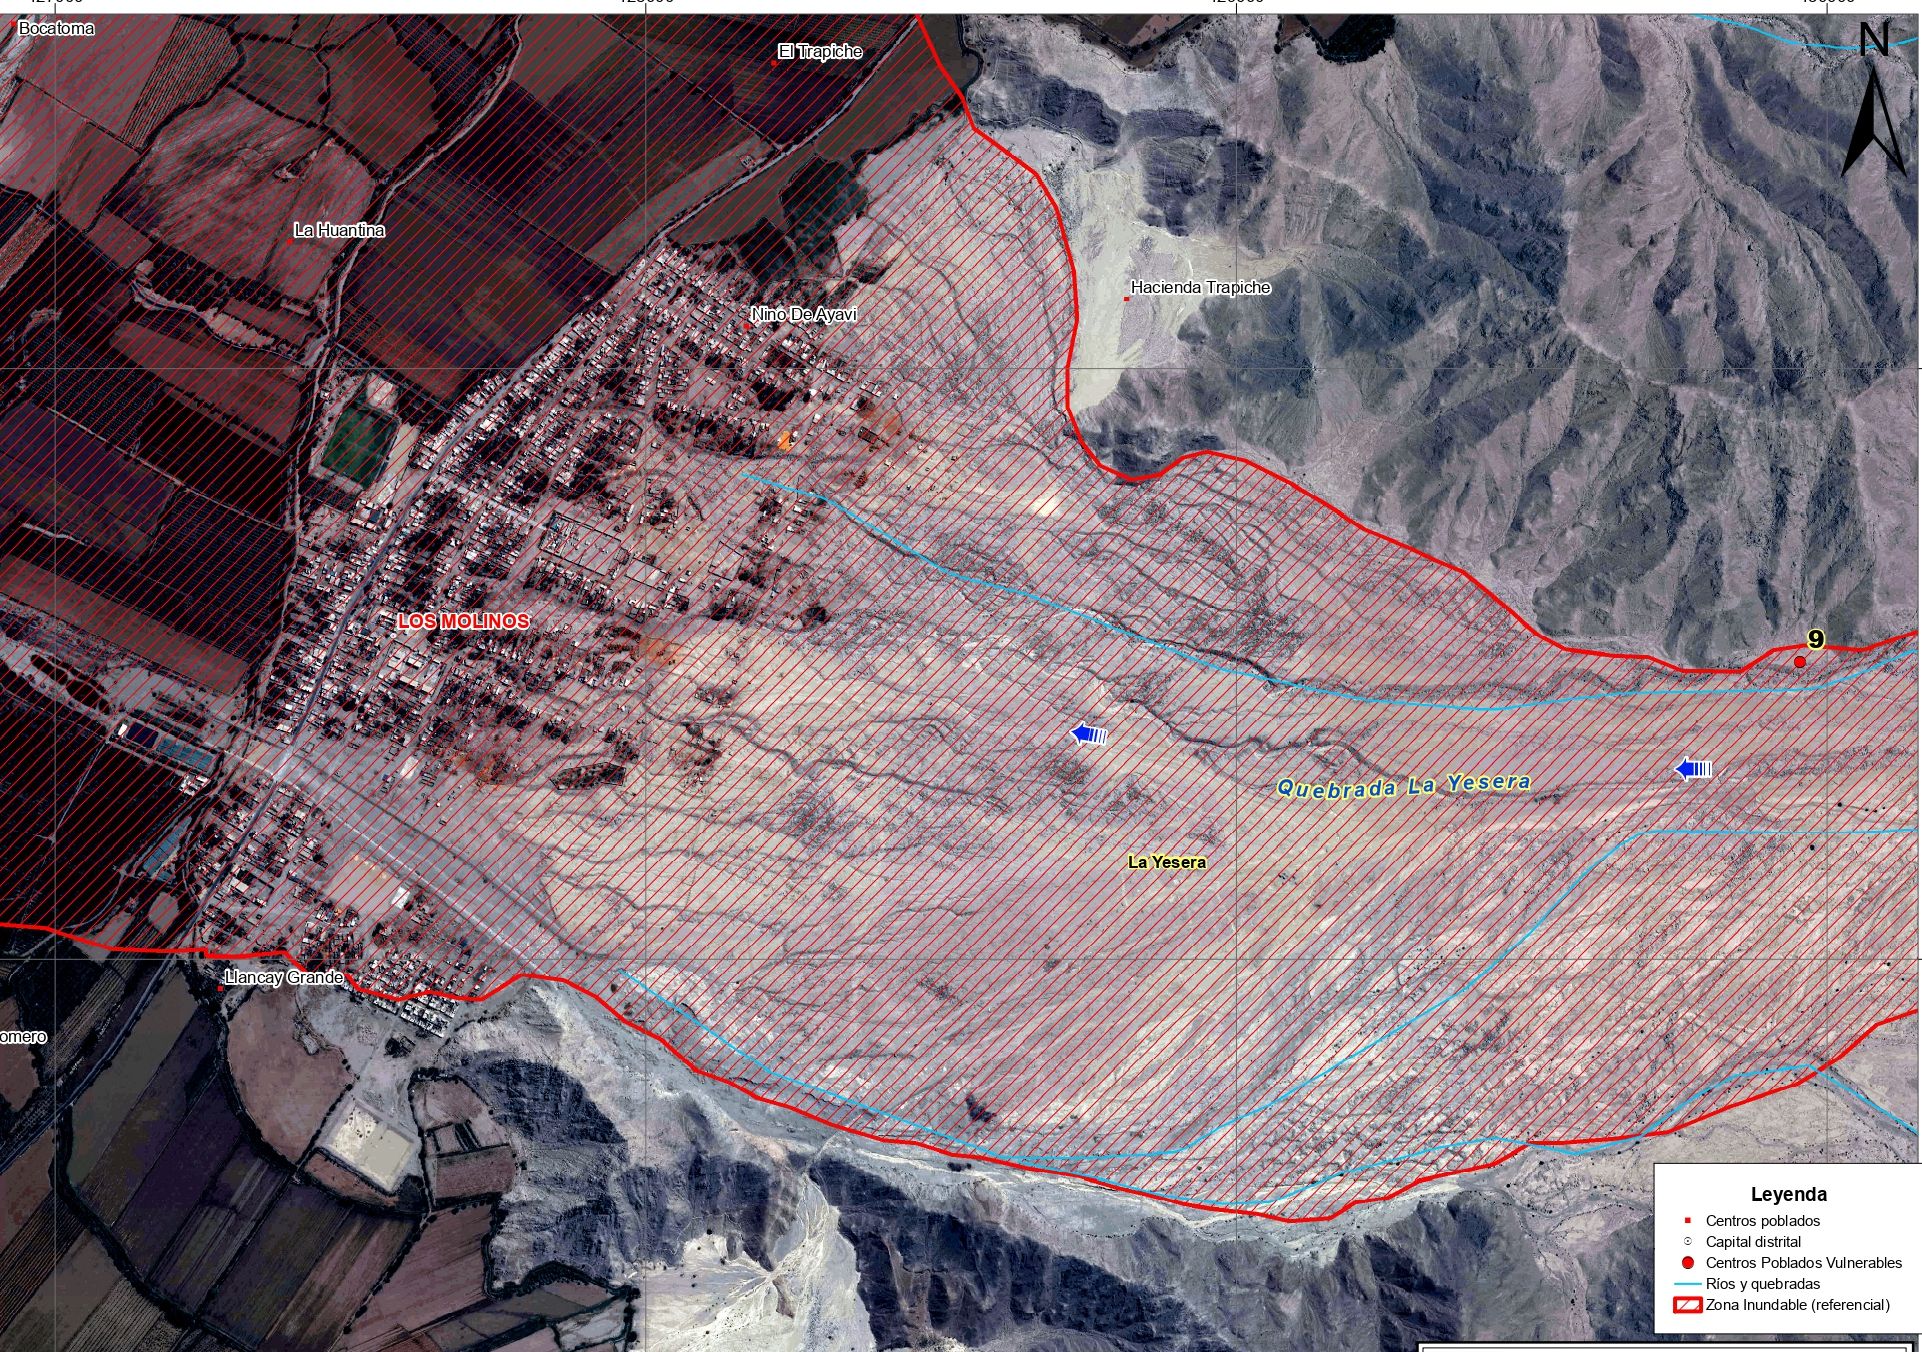 Bocatoma
El Trapiche
N
La Huantina
Hacienda Trapiche
Nino De Ayavi
LOS MOLINOS
9
Quebrada La Yesera
La Yesera
Llancay Grande
omero
Leyenda
Centros poblados
Capital distrital
Centros Poblados Vulnerables
Ríos y quebradas
Zona Inundable (referencial)